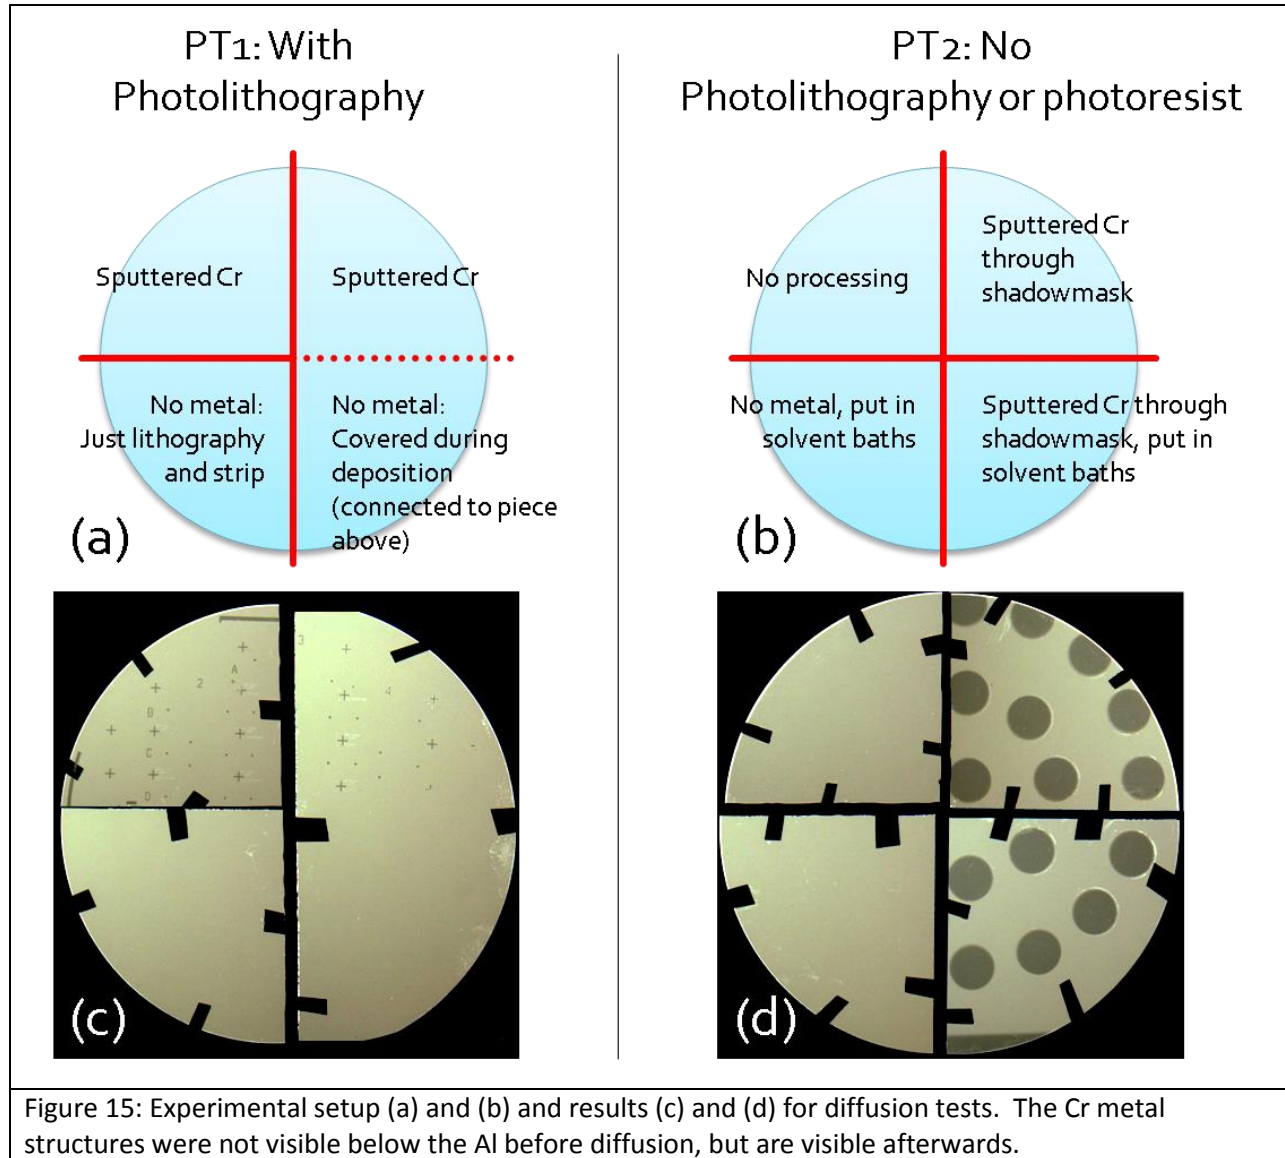 PT1: With
Photolithography
PT2: No
Photolithography or photoresist
Sputtered Cr
Sputtered Cr
No metal:
Just lithography
and strip
No metal:
Covered during
deposition
(connected to piece
above)
(a)
No processing
Sputtered Cr
through
shadowmask
No metal, put in
solvent baths
Sputtered Cr through
shadowmask, put in
solvent baths
(b)
A
2
B
C
D
3
4
(c)
(d)
Figure 15: Experimental setup (a) and (b) and results (c) and (d) for diffusion tests.  The Cr metal
structures were not visible below the Al before diffusion, but are visible afterwards.